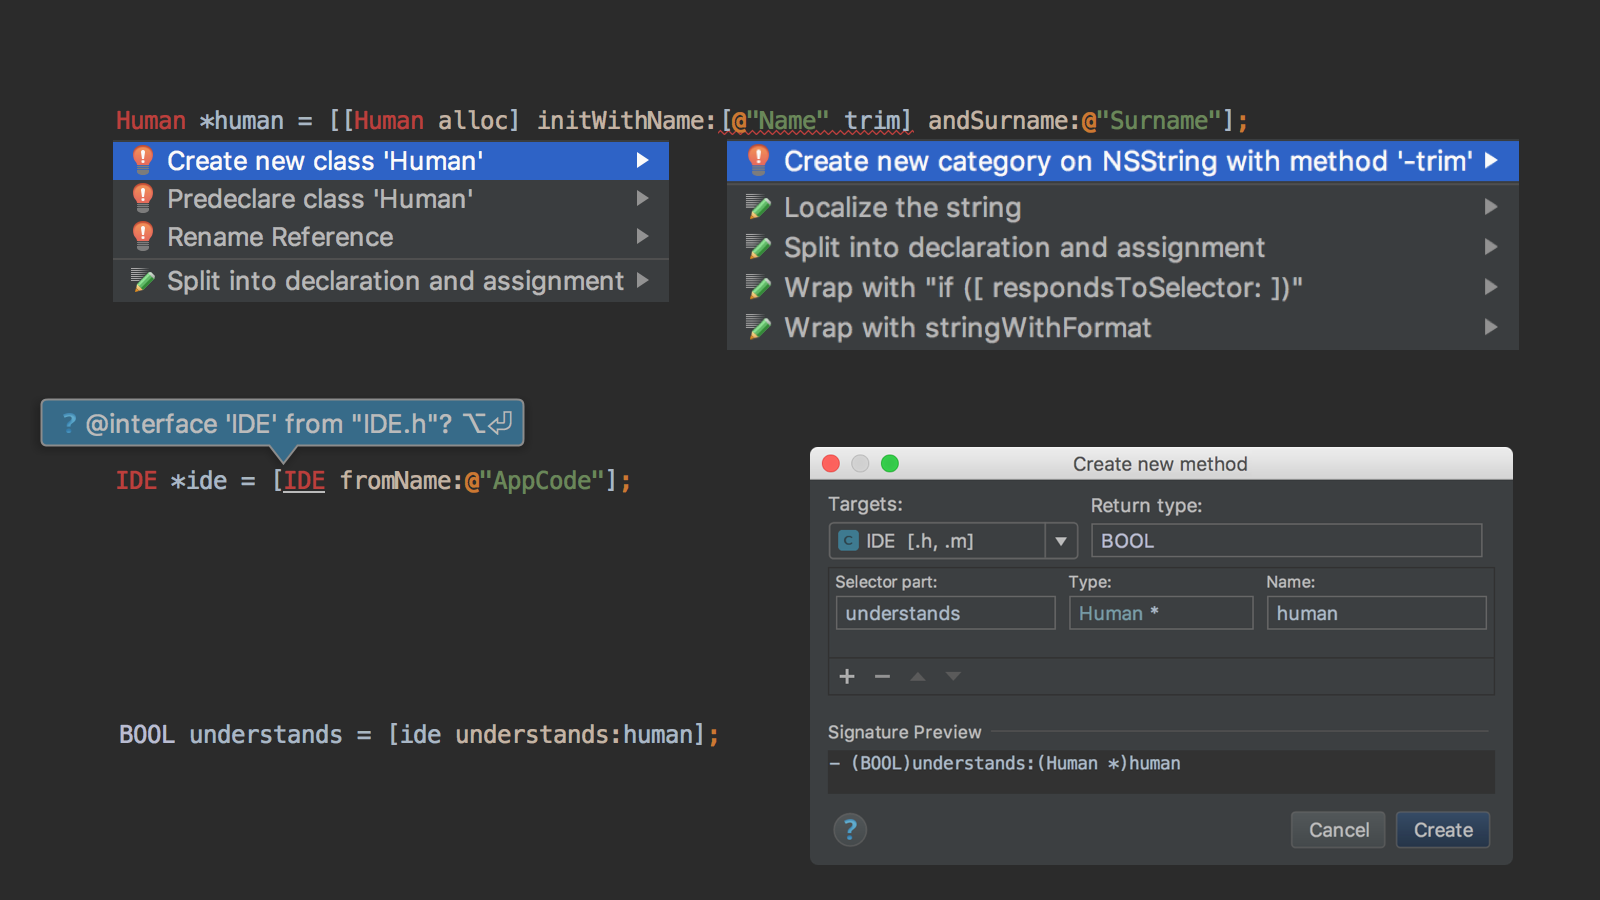 Human *human = [[Human alloc] initWithName:[@"Name" trim] andSurname:@"Surname"];
Create new class 'Human'
Predeclare class 'Human'
Rename Reference
Split into declaration and assignment
Create new category on NSString with method '-trim'
Localize the string
Split into declaration and assignment
Wrap with "if ([ respondsToSelector: ])"
Wrap with stringWithFormat
? @interface 'IDE' from "IDE.h"? ⌥⏎
IDE *ide = [IDE fromName:@"AppCode"];
BOOL understands = [ide understands:human];
Create new method
Targets:
Return type:
C IDE [.h, .m]
BOOL
Selector part:
Type:
Name:
understands
Human *
human
Signature Preview
– (BOOL)understands:(Human *)human
?
Cancel
Create